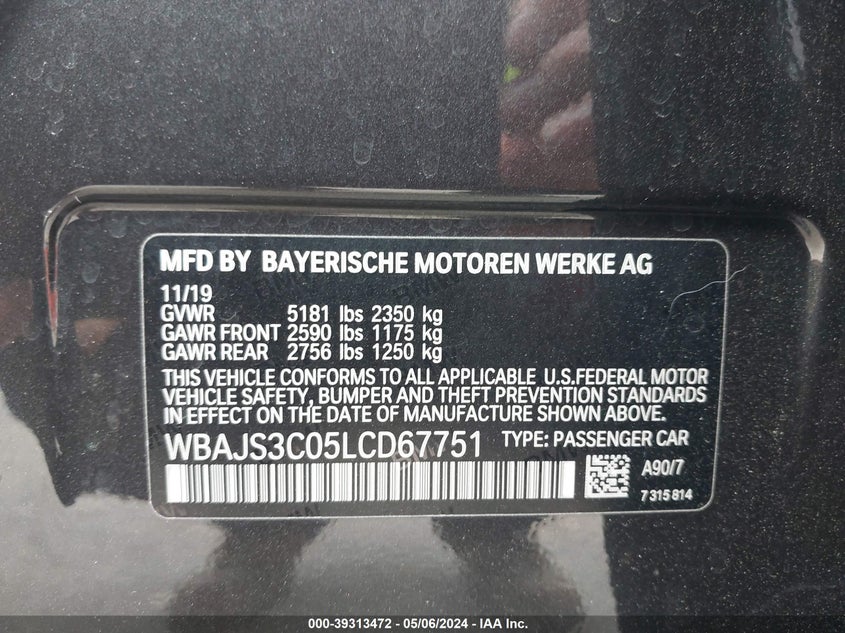 MFD BY BAYERISCHE MOTOREN WERKE AG
11/19
GVWR 5181 lbs 2350 kg
GAWR FRONT 2590 lbs 1175 kg
GAWR REAR 2756 lbs 1250 kg
THIS VEHICLE CONFORMS TO ALL APPLICABLE U.S.FEDERAL MOTOR
VEHICLE SAFETY, BUMPER AND THEFT PREVENTION STANDARDS
IN EFFECT ON THE DATE OF MANUFACTURE SHOWN ABOVE.
WBAJS3C05LCD67751 TYPE: PASSENGER CAR
A90/7
7 315 814
000-39313472 - 05/06/2024 - IAA Inc.